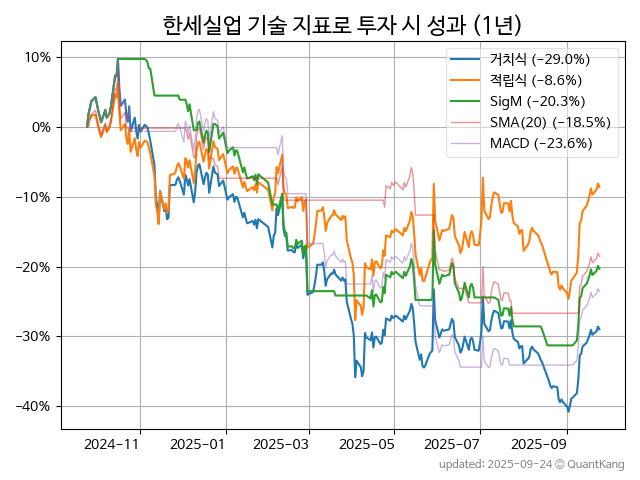 한세실업 기술 지표로 투자 시 성과 (1년)
거치식 (−29.0%)
적립식 (−8.6%)
SigM (−20.3%)
SMA(20) (−18.5%)
MACD (−23.6%)
10%
0%
−10%
−20%
−30%
−40%
2024-11
2025-01
2025-03
2025-05
2025-07
2025-09
updated: 2025-09-24 © QuantKang